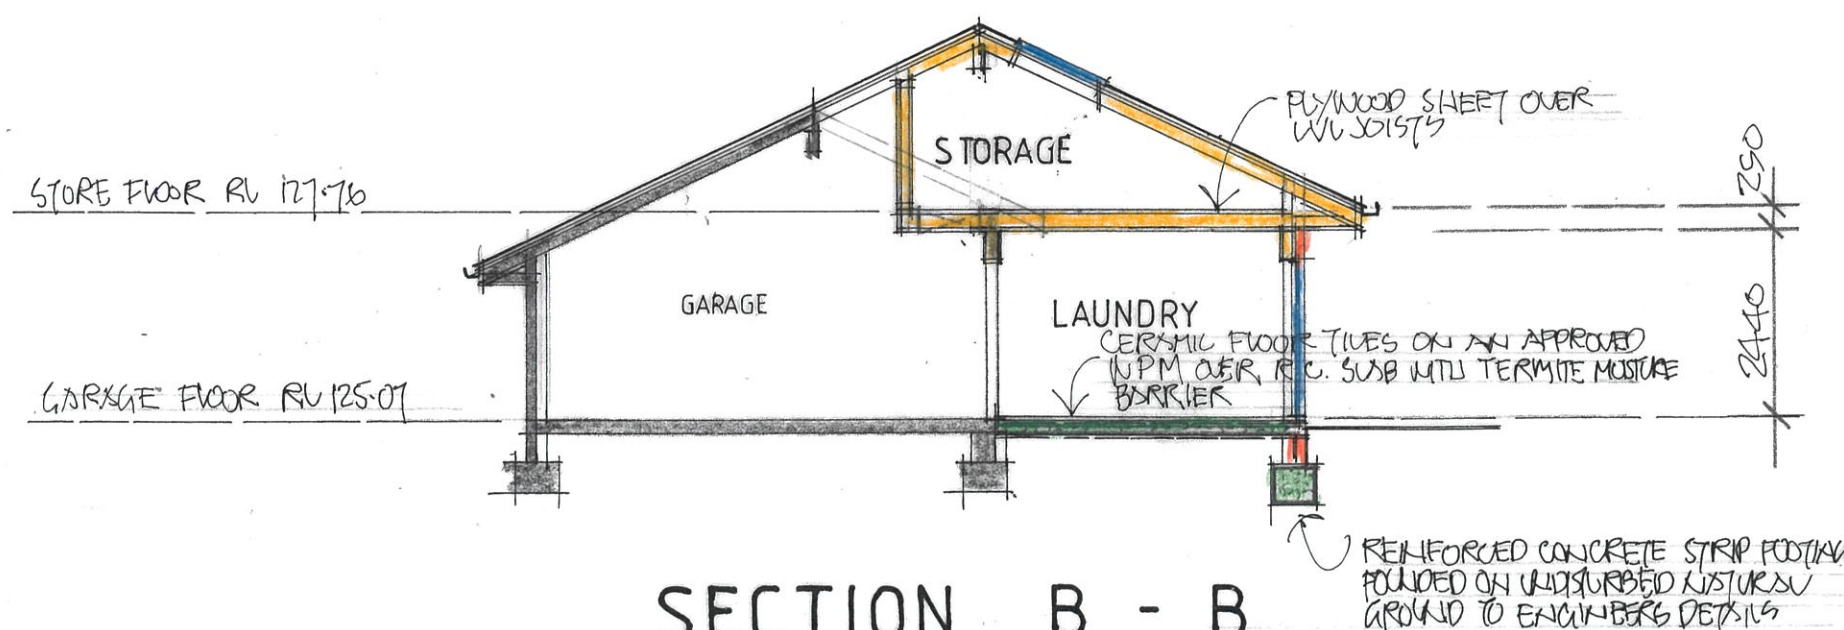 PLYWOOD SHEET OVER
LVL JOISTS
STORAGE
250
STORE FLOOR RL 127.76
GARAGE
LAUNDRY
2440
CERAMIC FLOOR TILES ON AN APPROVED
WPM OVER R.C. SLAB WITH TERMITE MOISTURE
BARRIER
GARAGE FLOOR RL 125.07
REINFORCED CONCRETE STRIP FOOTING
FOUNDED ON UNDISTURBED NATURAL
GROUND TO ENGINEERS DETAILS
SECTION B - B